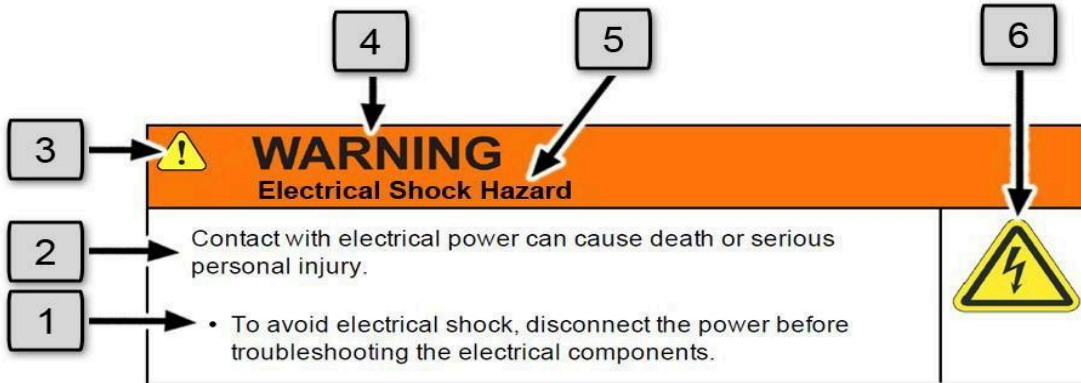 4 5 6
3 ! WARNING
Electrical Shock Hazard
2 Contact with electrical power can cause death or serious
personal injury.
1 • To avoid electrical shock, disconnect the power before
troubleshooting the electrical components.